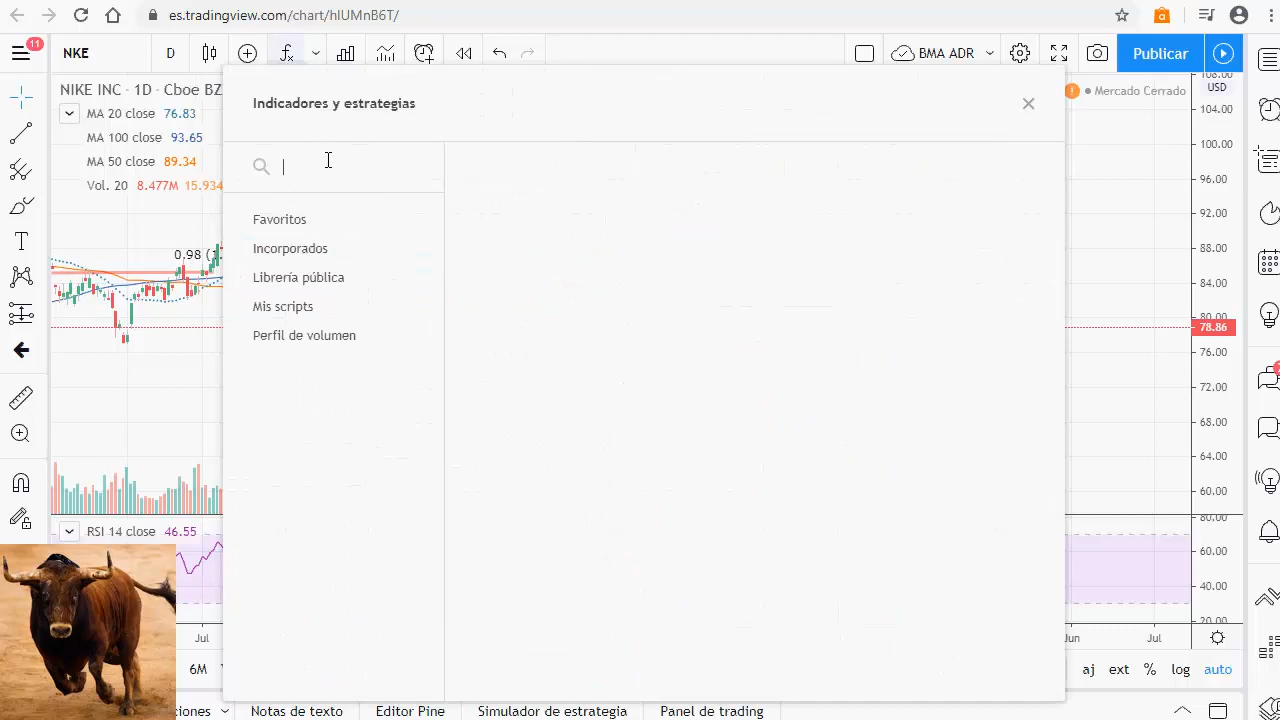 es.tradingview.com/chart/hlUMnB6T/
11
NKE
D
BMA ADR
Publicar
NIKE INC · 1D · Cboe BZ
Mercado Cerrado
MA 20 close 76.83
MA 100 close 93.65
MA 50 close 89.34
Vol. 20 8.477M 15.934
0.98
Indicadores y estrategias
Favoritos
Incorporados
Librería pública
Mis scripts
Perfil de volumen
108.00
USD
104.00
100.00
96.00
92.00
88.00
84.00
80.00
78.86
76.00
72.00
68.00
64.00
60.00
RSI 14 close 46.55
80.00
60.00
40.00
20.00
Jul
Jun
Jul
6M
aj
ext
%
log
auto
ciones
Notas de texto
Editor Pine
Simulador de estrategia
Panel de trading